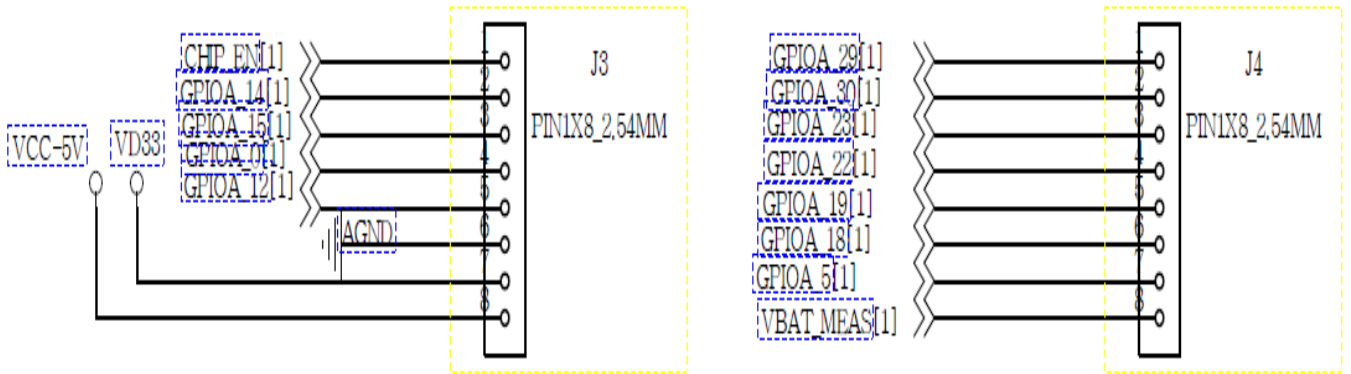 CHIP_EN[1]
GPIOA_14[1]
GPIOA_15[1]
GPIOA_0[1]
GPIOA_12[1]
VCC-5V
VD33
AGND
1
2
3
4
5
6
7
8
J3
PIN1X8_2,54MM
GPIOA_29[1]
GPIOA_30[1]
GPIOA_23[1]
GPIOA_22[1]
GPIOA_19[1]
GPIOA_18[1]
GPIOA_5[1]
VBAT_MEAS[1]
1
2
3
4
5
6
7
8
J4
PIN1X8_2,54MM